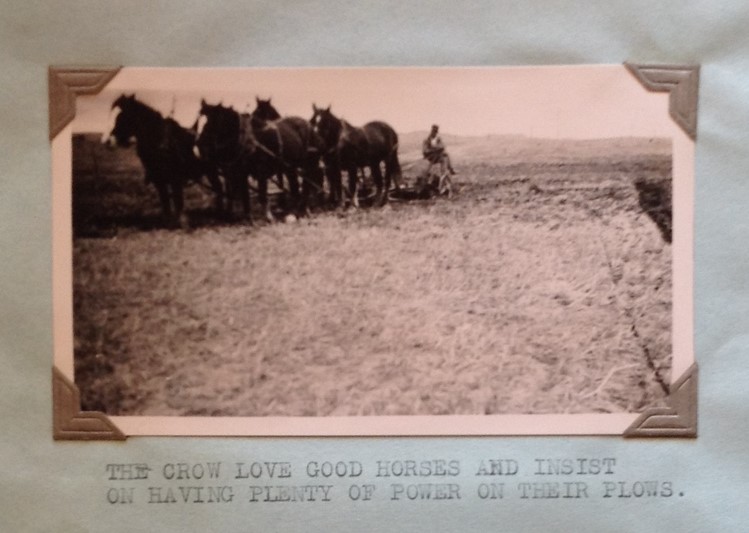 THE CROW LOVE GOOD HORSES AND INSIST
ON HAVING PLENTY OF POWER ON THEIR PLOWS.